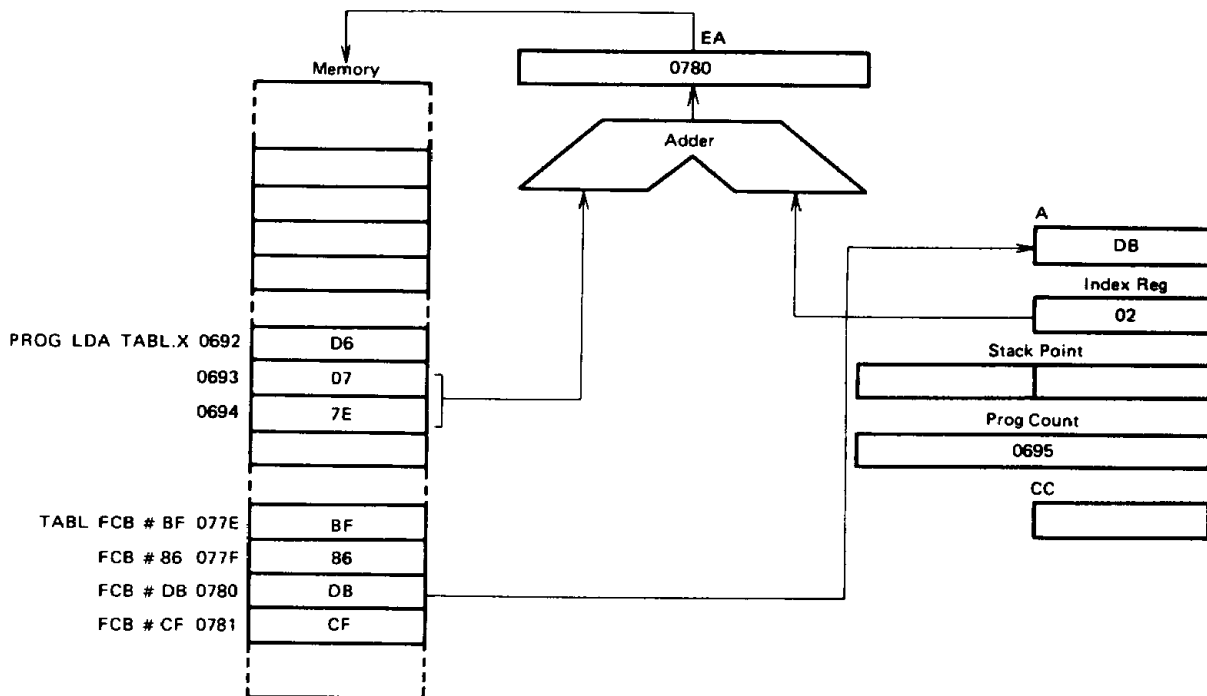 EA
0780
Memory
Adder
A
DB
Index Reg
02
Stack Point
Prog Count
0695
CC
PROG LDA TABL.X 0692 D6
0693 07
0694 7E
TABL FCB # BF 077E BF
FCB # 86 077F 86
FCB # DB 0780 DB
FCB # CF 0781 CF